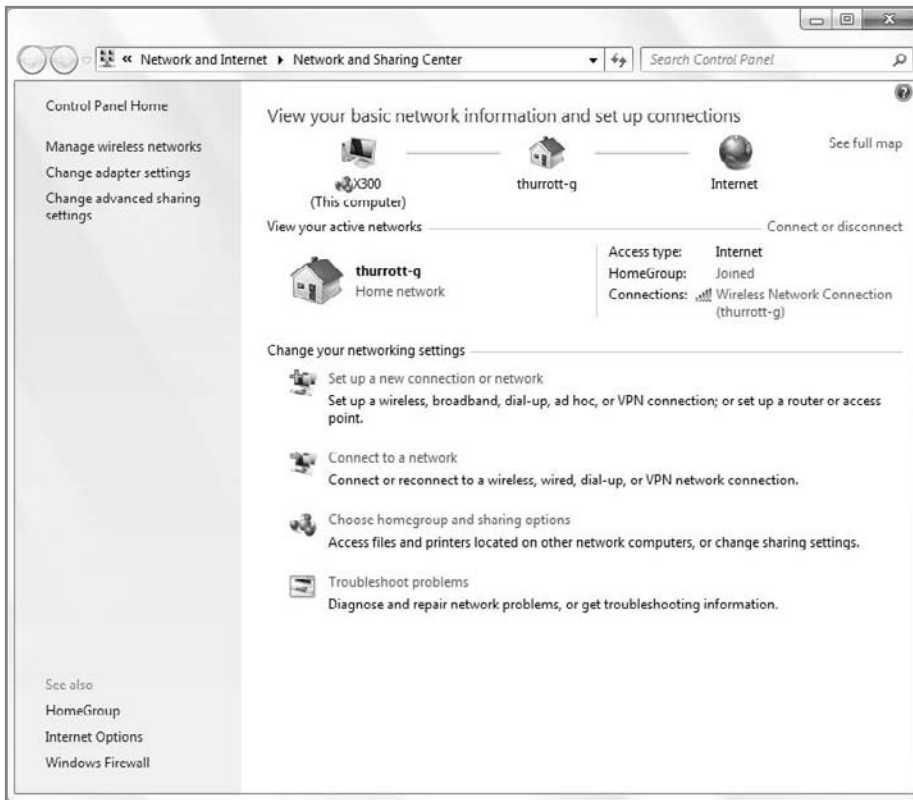 « Network and Internet ▸ Network and Sharing Center
Search Control Panel
Control Panel Home
Manage wireless networks
Change adapter settings
Change advanced sharing
settings
See also
HomeGroup
Internet Options
Windows Firewall
View your basic network information and set up connections
See full map
X300
(This computer)
thurrott-g
Internet
View your active networks
Connect or disconnect
thurrott-g
Home network
Access type: Internet
HomeGroup: Joined
Connections: Wireless Network Connection
(thurrott-g)
Change your networking settings
Set up a new connection or network
Set up a wireless, broadband, dial-up, ad hoc, or VPN connection; or set up a router or access
point.
Connect to a network
Connect or reconnect to a wireless, wired, dial-up, or VPN network connection.
Choose homegroup and sharing options
Access files and printers located on other network computers, or change sharing settings.
Troubleshoot problems
Diagnose and repair network problems, or get troubleshooting information.